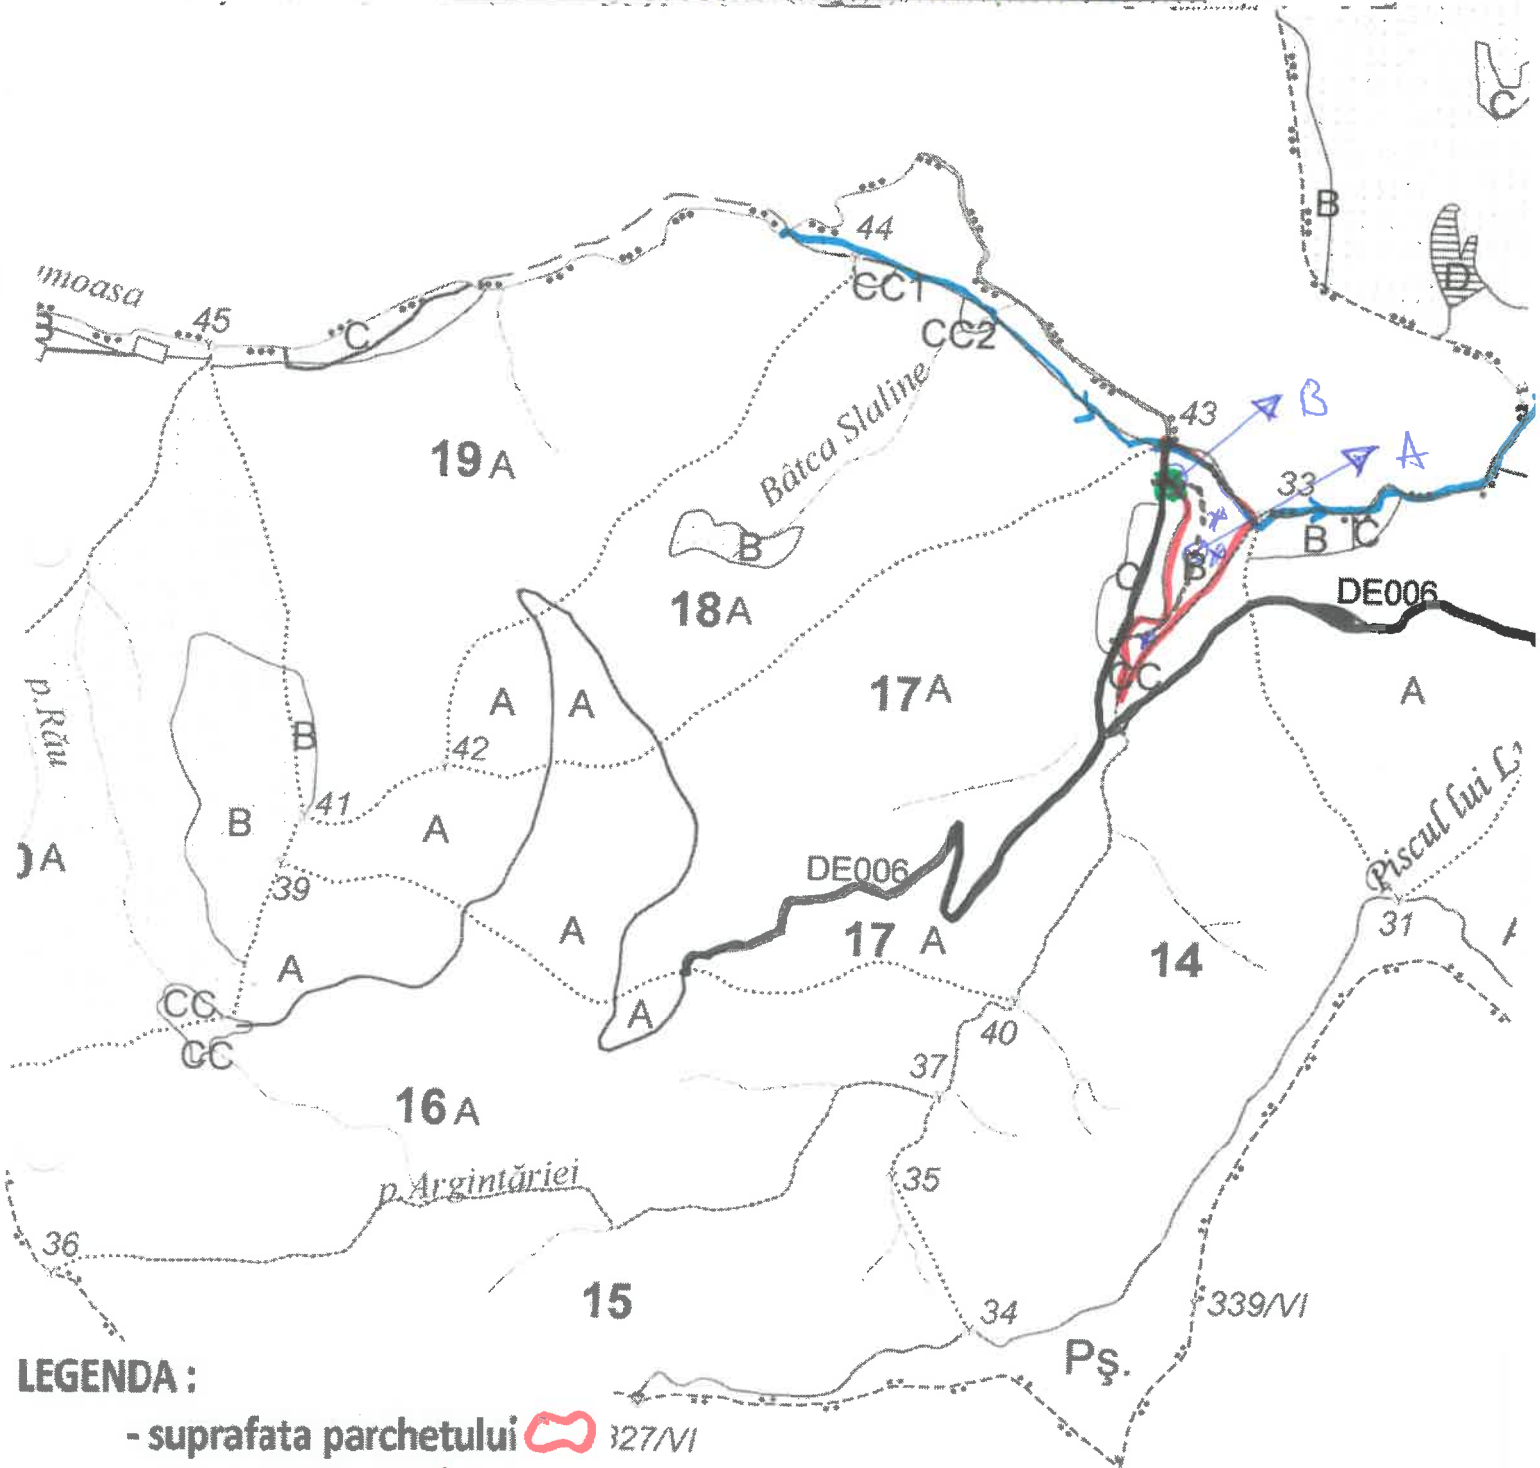 C
B
D
44
CC1
moasa
45
C
CC2
Bâtca Slaline
B
43
A
19 A
33
B
B
C
B
C
DE006
18 A
CC
17 A
A
A
A
p.Rău
B
42
41
B
A
A
DE006
39
Piscul lui
31
A
17 A
14
A
CC
A
40
CC
37
16 A
p.Argintăriei
35
36
15
34
339/VI
Pş.
LEGENDA :
- suprafata parchetului 327/VI